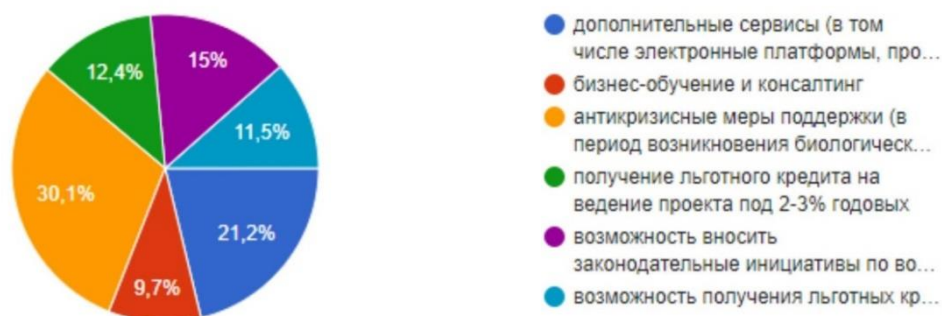 15%
12,4%
11,5%
30,1%
21,2%
9,7%
дополнительные сервисы (в том
числе электронные платформы, про...
бизнес-обучение и консалтинг
антикризисные меры поддержки (в
период возникновения биологическ...
получение льготного кредита на
ведение проекта под 2-3% годовых
возможность вносить
законодательные инициативы по во...
возможность получения льготных кр...